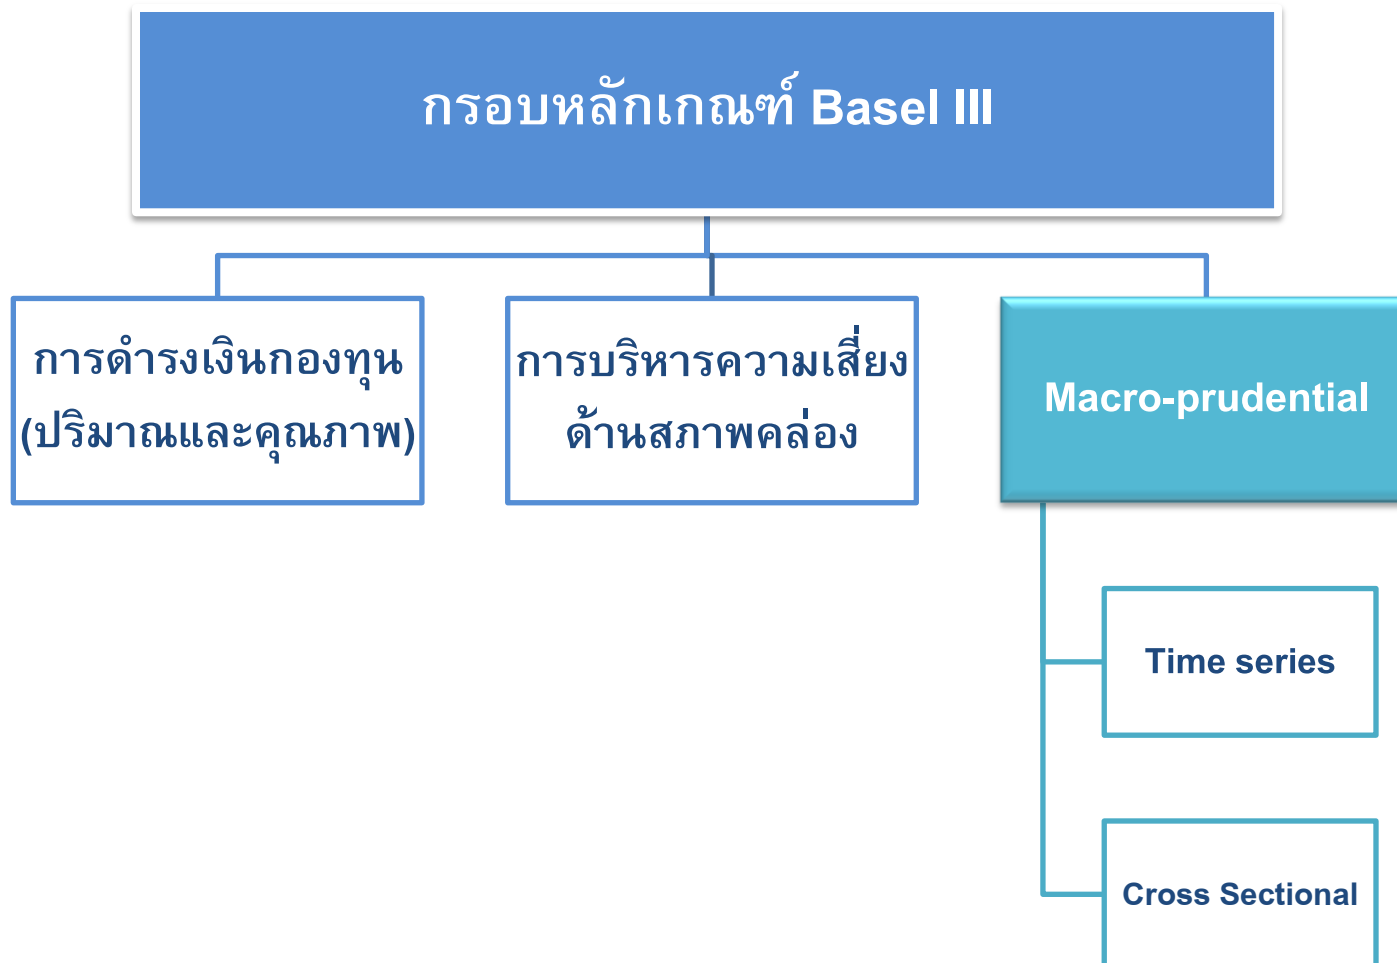 กรอบหลักเกณฑ์ Basel III
การดำรงเงินกองทุน
(ปริมาณและคุณภาพ)
การบริหารความเสี่ยง
ด้านสภาพคล่อง
Macro-prudential
Time series
Cross Sectional